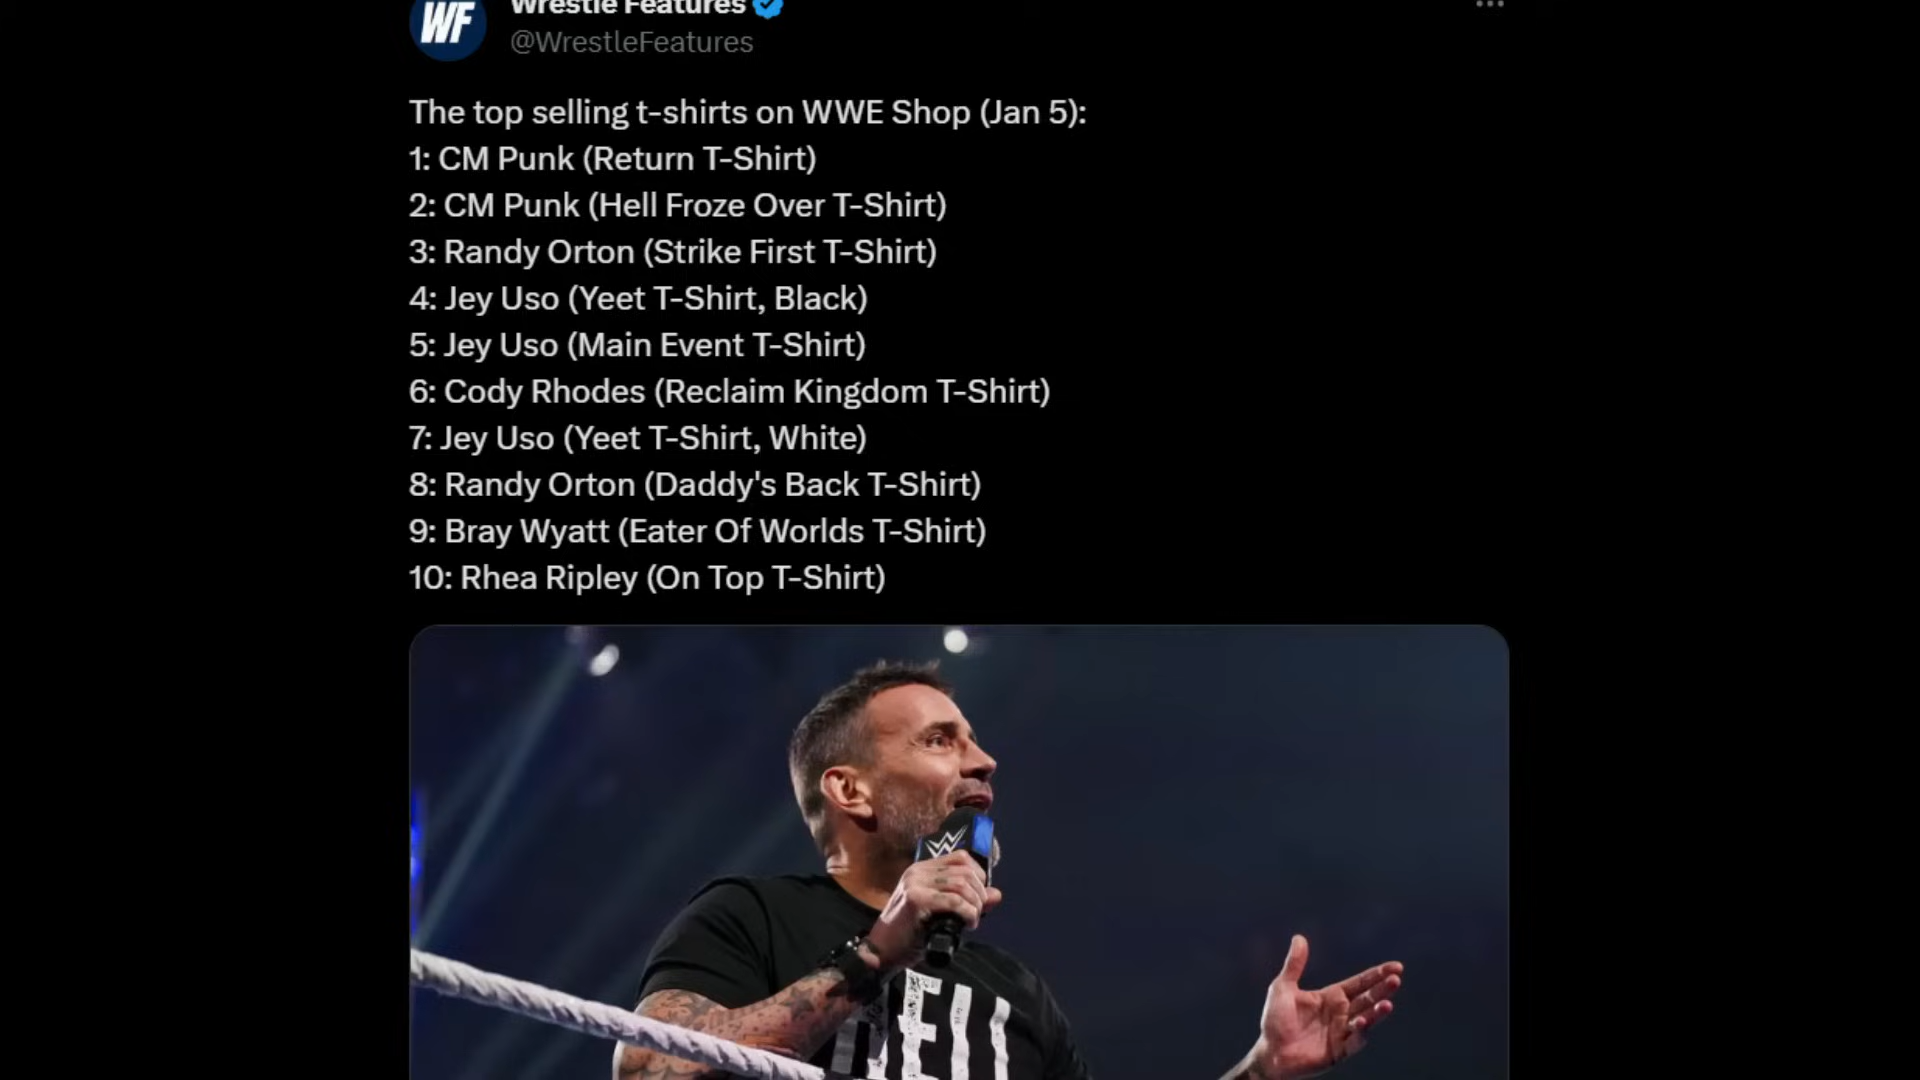 WF
Wrestle Features
@WrestleFeatures
The top selling t-shirts on WWE Shop (Jan 5):
1: CM Punk (Return T-Shirt)
2: CM Punk (Hell Froze Over T-Shirt)
3: Randy Orton (Strike First T-Shirt)
4: Jey Uso (Yeet T-Shirt, Black)
5: Jey Uso (Main Event T-Shirt)
6: Cody Rhodes (Reclaim Kingdom T-Shirt)
7: Jey Uso (Yeet T-Shirt, White)
8: Randy Orton (Daddy's Back T-Shirt)
9: Bray Wyatt (Eater Of Worlds T-Shirt)
10: Rhea Ripley (On Top T-Shirt)
W
HELL